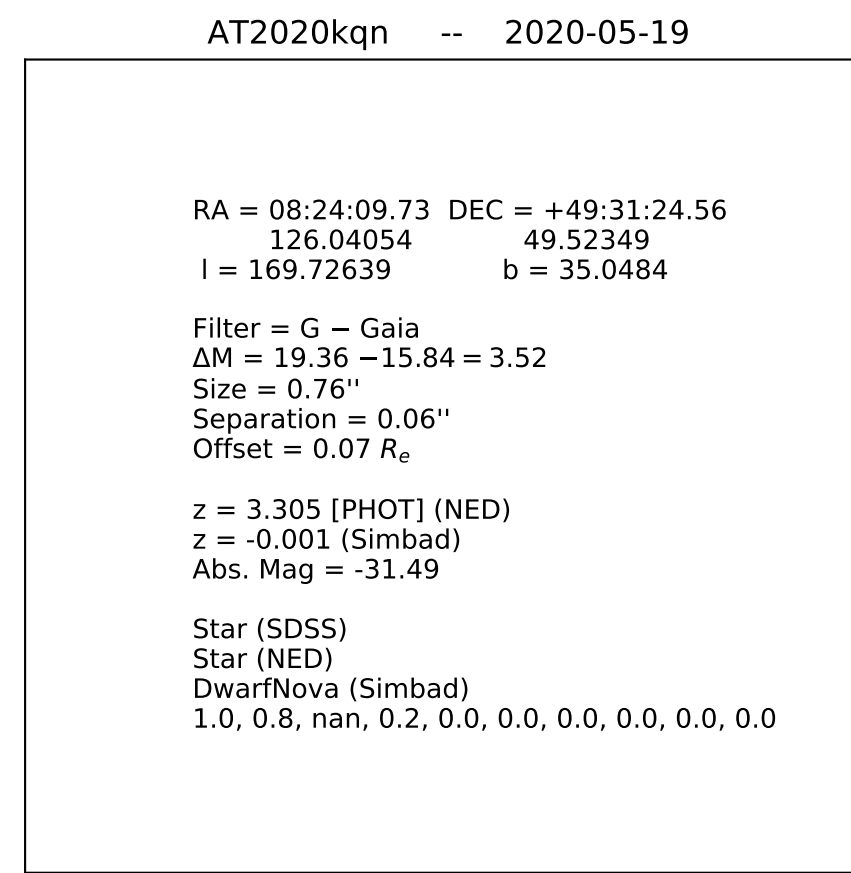 AT2020kqn -- 2020-05-19
RA = 08:24:09.73 DEC = +49:31:24.56
126.04054 49.52349
l = 169.72639 b = 35.0484
Filter = G − Gaia
ΔM = 19.36 −15.84 = 3.52
Size = 0.76''
Separation = 0.06''
Offset = 0.07 Re
z = 3.305 [PHOT] (NED)
z = -0.001 (Simbad)
Abs. Mag = -31.49
Star (SDSS)
Star (NED)
DwarfNova (Simbad)
1.0, 0.8, nan, 0.2, 0.0, 0.0, 0.0, 0.0, 0.0, 0.0